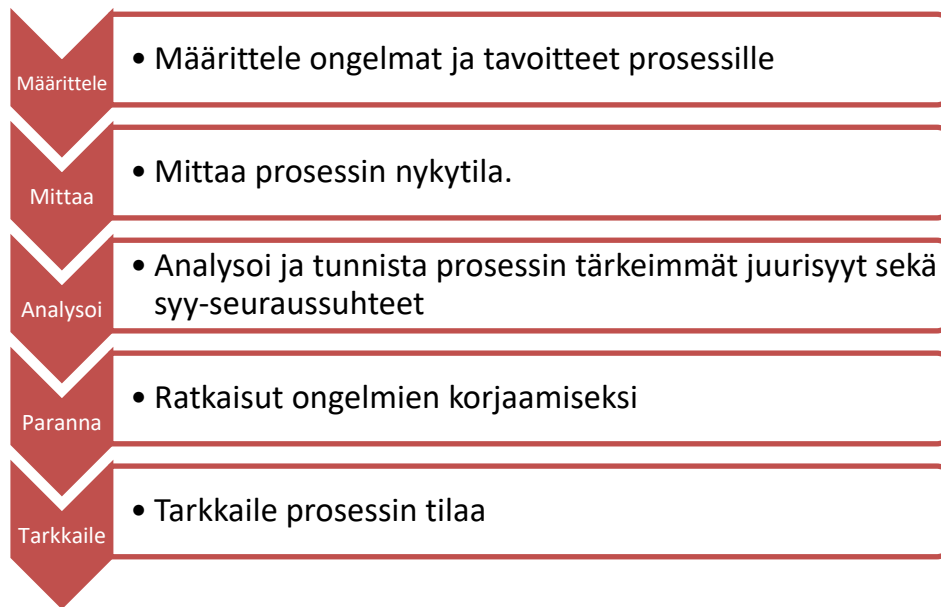 Määrittele
• Määrittele ongelmat ja tavoitteet prosessille
Mittaa
• Mittaa prosessin nykytila.
Analysoi
• Analysoi ja tunnista prosessin tärkeimmät juurisyyt sekä
syy-seuraussuhteet
Paranna
• Ratkaisut ongelmien korjaamiseksi
Tarkkaile
• Tarkkaile prosessin tilaa